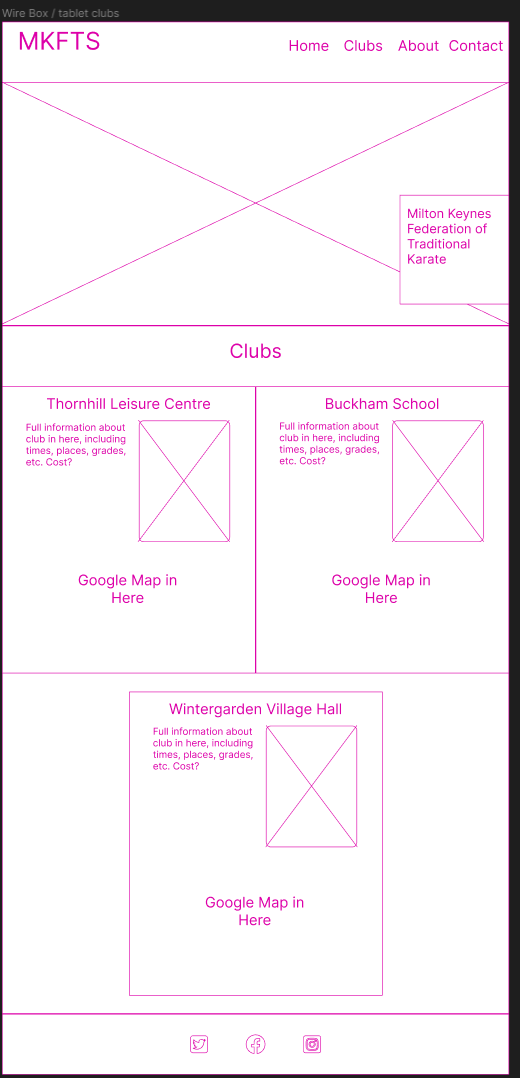 Wire Box / tablet clubs
MKFTS
Home Clubs About Contact
Milton Keynes
Federation of
Traditional
Karate
Clubs
Thornhill Leisure Centre
Full information about
club in here, including
times, places, grades,
etc. Cost?
Google Map in
Here
Buckham School
Full information about
club in here, including
times, places, grades,
etc. Cost?
Google Map in
Here
Wintergarden Village Hall
Full information about
club in here, including
times, places, grades,
etc. Cost?
Google Map in
Here